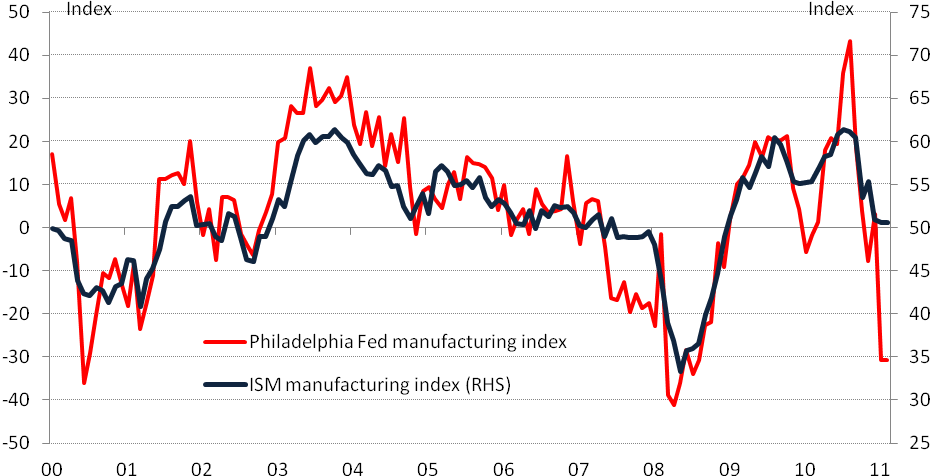 Index Index
50 75
40 70
30 65
20 60
10 55
0 50
-10 45
-20 40
-30 35
-40 30
-50 25
Philadelphia Fed manufacturing index
ISM manufacturing index (RHS)
00 01 02 03 04 05 06 07 08 09 10 11